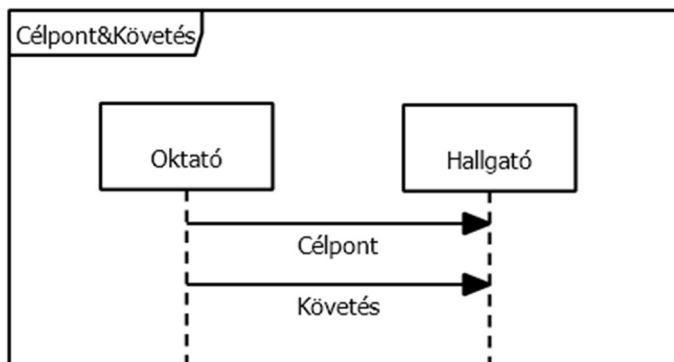 Célpont&Követés
Oktató
Hallgató
Célpont
Követés